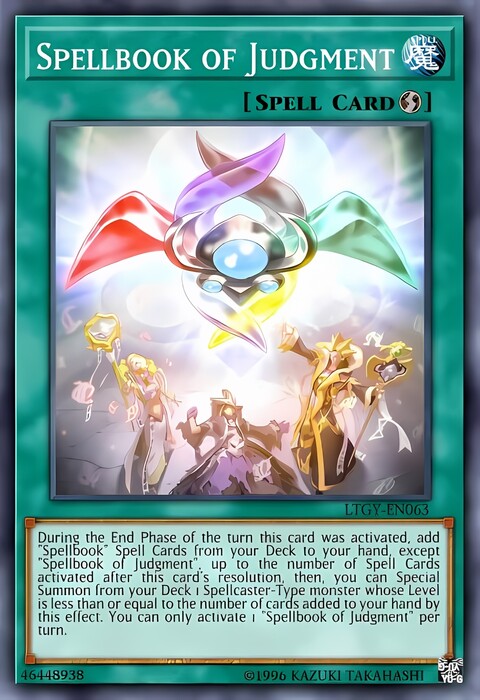 SPELLBOOK OF JUDGMENT 魔
[SPELL CARD]
LTGY-EN063
During the End Phase of the turn this card was activated, add
"Spellbook" Spell Cards from your Deck to your hand, except
"Spellbook of Judgment", up to the number of Spell Cards
activated after this card's resolution, then, you can Special
Summon from your Deck 1 Spellcaster-Type monster whose Level
is less than or equal to the number of cards added to your hand by
this effect. You can only activate 1 "Spellbook of Judgment" per
turn.
46448938
©1996 KAZUKI TAKAHASHI